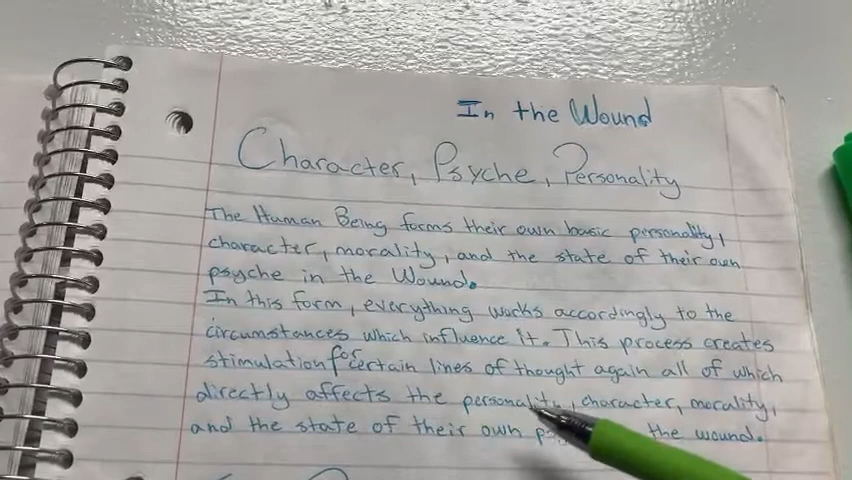 In the Wound
Character, Psyche, Personality
The Human Being forms their own basic personality,
character, morality, and the state of their own
psyche in the Wound.
In this form, everything works accordingly to the
circumstances which influence it. This process creates
stimulation for certain lines of thought again all of which
directly affects the personality, character, morality,
and the state of their own the wound.